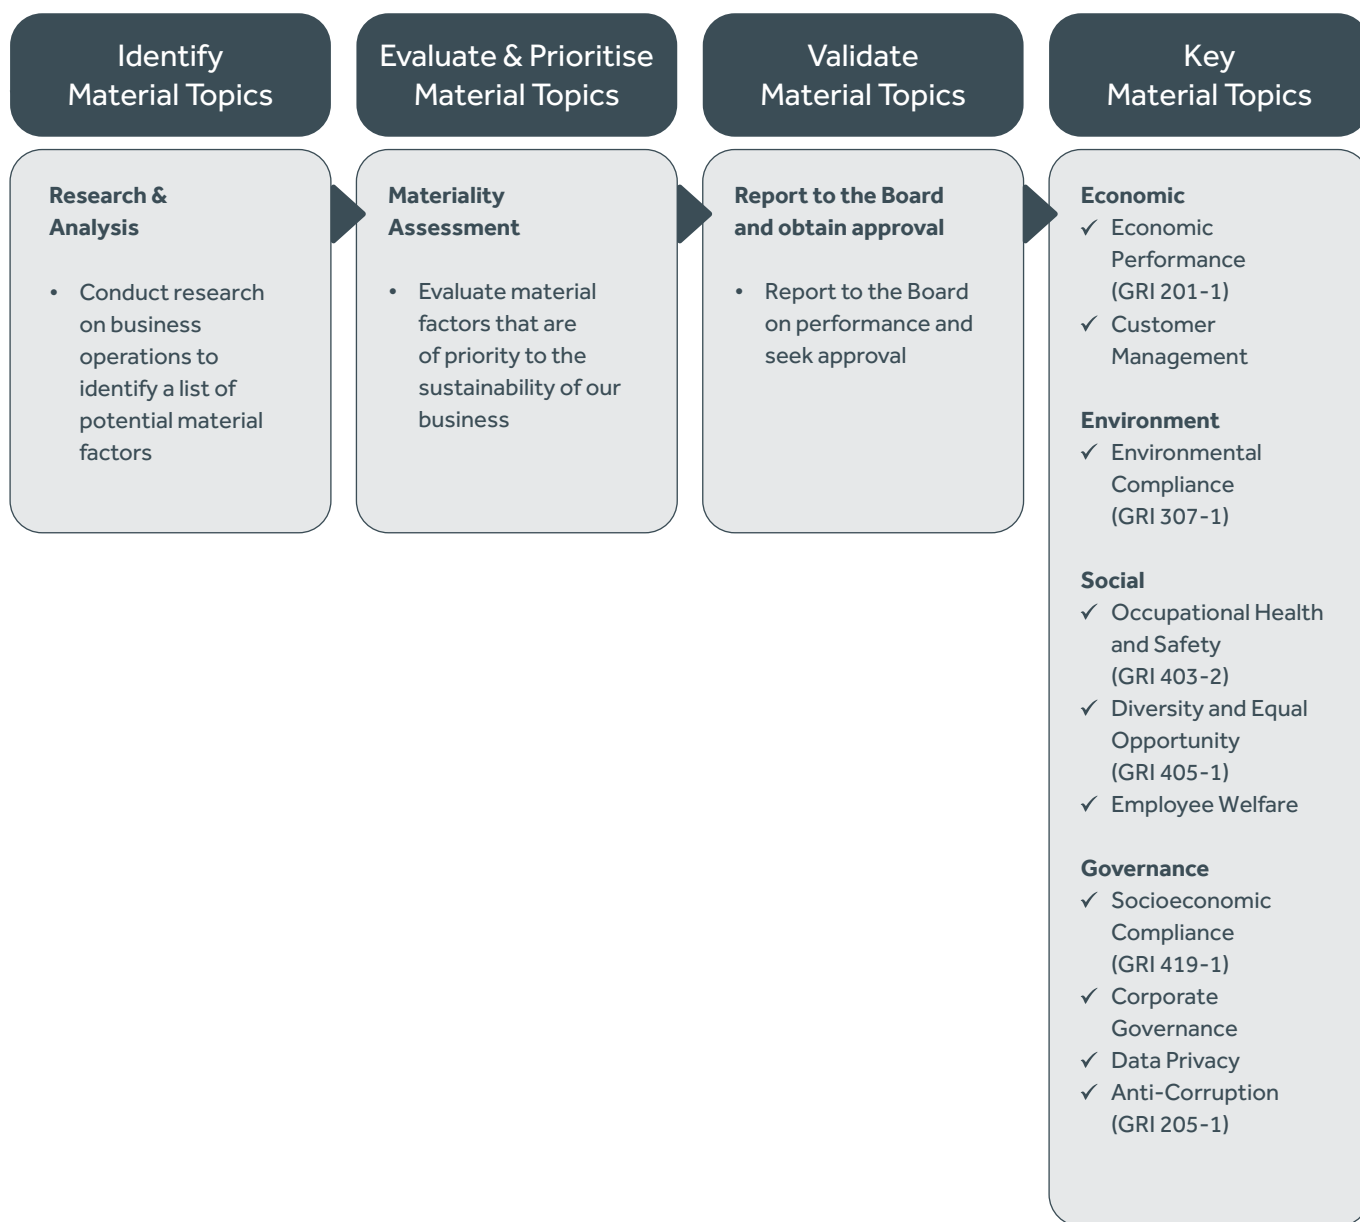 Identify
Material Topics
Research &
Analysis
• Conduct research
on business
operations to
identify a list of
potential material
factors
Evaluate & Prioritise
Material Topics
Materiality
Assessment
• Evaluate material
factors that are
of priority to the
sustainability of our
business
Validate
Material Topics
Report to the Board
and obtain approval
• Report to the Board
on performance and
seek approval
Key
Material Topics
Economic
✓ Economic
Performance
(GRI 201-1)
✓ Customer
Management
Environment
✓ Environmental
Compliance
(GRI 307-1)
Social
✓ Occupational Health
and Safety
(GRI 403-2)
✓ Diversity and Equal
Opportunity
(GRI 405-1)
✓ Employee Welfare
Governance
✓ Socioeconomic
Compliance
(GRI 419-1)
✓ Corporate
Governance
✓ Data Privacy
✓ Anti-Corruption
(GRI 205-1)